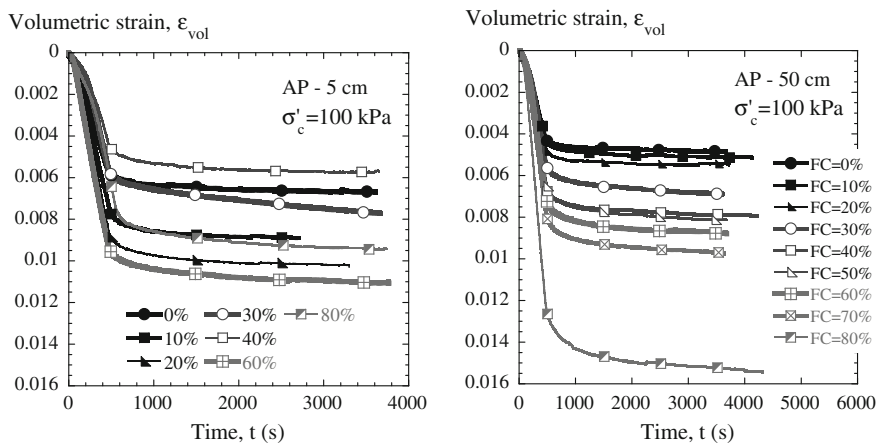 Volumetric strain, ε_vol
0
0.002
0.004
0.006
0.008
0.01
0.012
0.014
0.016
0 1000 2000 3000 4000
Time, t (s)
AP - 5 cm
σ'c=100 kPa
0% 30% 80%
10% 40%
20% 60%
Volumetric strain, ε_vol
0
0.002
0.004
0.006
0.008
0.01
0.012
0.014
0.016
0 1000 2000 3000 4000 5000 6000
Time, t (s)
AP - 50 cm
σ'c=100 kPa
FC=0%
FC=10%
FC=20%
FC=30%
FC=40%
FC=50%
FC=60%
FC=70%
FC=80%